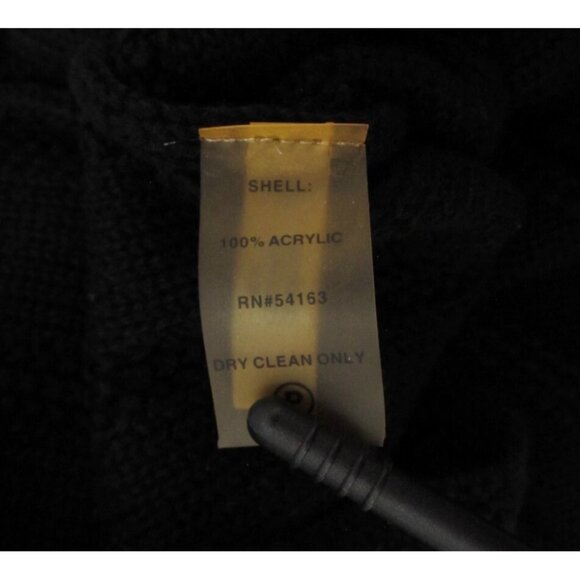 SHELL:
100% ACRYLIC
RN#54163
DRY CLEAN ONLY